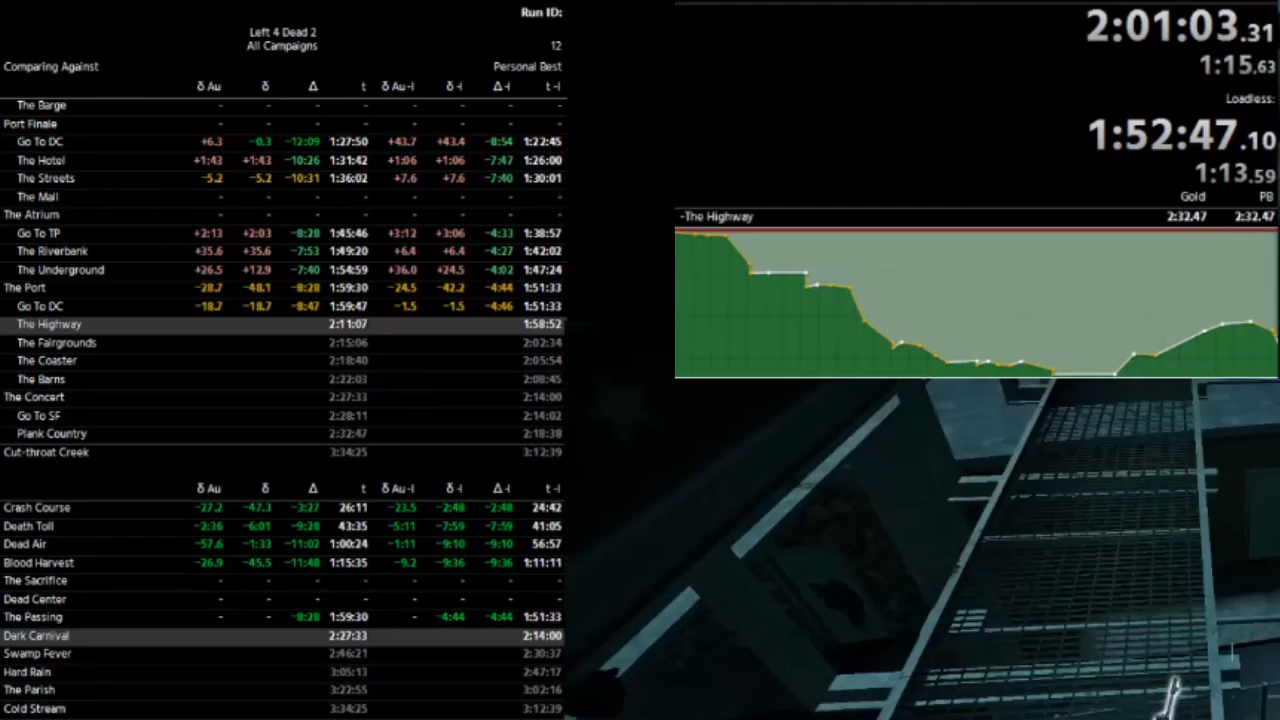 Run ID:
Left 4 Dead 2
All Campaigns 12
Comparing Against Personal Best
δ Au δ Δ t δ Au-I δ -I Δ -I t -I
The Barge - - - - - - - -
Port Finale
Go To DC +6.3 -0.3 -12:09 1:27:50 +43.7 +43.4 -8:54 1:22:45
The Hotel +1:43 +1:43 -10:26 1:31:42 +1:06 +1:06 -7:47 1:26:00
The Streets -5.2 -5.2 -10:31 1:36:02 +7.6 +7.6 -7:40 1:30:01
The Mall - - - - - - - -
The Atrium - - - - - - - -
Go To TP +2:13 +2:03 -8:28 1:45:46 +3:12 +3:06 -4:33 1:38:57
The Riverbank +35.6 +35.6 -7:53 1:49:20 +6.4 +6.4 -4:27 1:42:02
The Underground +26.5 +12.9 -7:40 1:54:59 +36.0 +24.5 -4:02 1:47:24
The Port -28.7 -48.1 -8:28 1:59:30 -24.5 -42.2 -4:44 1:51:33
Go To DC -18.7 -18.7 -8:47 1:59:47 -1.5 -1.5 -4:46 1:51:33
The Highway 2:11:07 1:58:52
The Fairgrounds 2:15:06 2:02:34
The Coaster 2:18:40 2:05:54
The Barns 2:22:03 2:08:45
The Concert 2:27:33 2:14:00
Go To SF 2:28:11 2:14:02
Plank Country 2:32:47 2:18:38
Cut-throat Creek 3:34:25 3:12:39
δ Au δ Δ t δ Au-I δ -I Δ -I t -I
Crash Course -27.2 -47.3 -3:27 26:11 -23.5 -2:48 -2:48 24:42
Death Toll -2:36 -6:01 -9:28 43:35 -5:11 -7:59 -7:59 41:05
Dead Air -57.6 -1:33 -11:02 1:00:24 -1:11 -9:10 -9:10 56:57
Blood Harvest -26.9 -45.5 -11:48 1:15:35 -9.2 -9:36 -9:36 1:11:11
The Sacrifice - - - - - - - -
Dead Center - - - - - - - -
The Passing - - -8:28 1:59:30 - -4:44 -4:44 1:51:33
Dark Carnival 2:27:33 2:14:00
Swamp Fever 2:46:21 2:30:37
Hard Rain 3:05:13 2:47:17
The Parish 3:22:55 3:02:16
Cold Stream 3:34:25 3:12:39
2:01:03.31
1:15.63
Loadless:
1:52:47.10
1:13.59
Gold PB
-The Highway 2:32.47 2:32.47